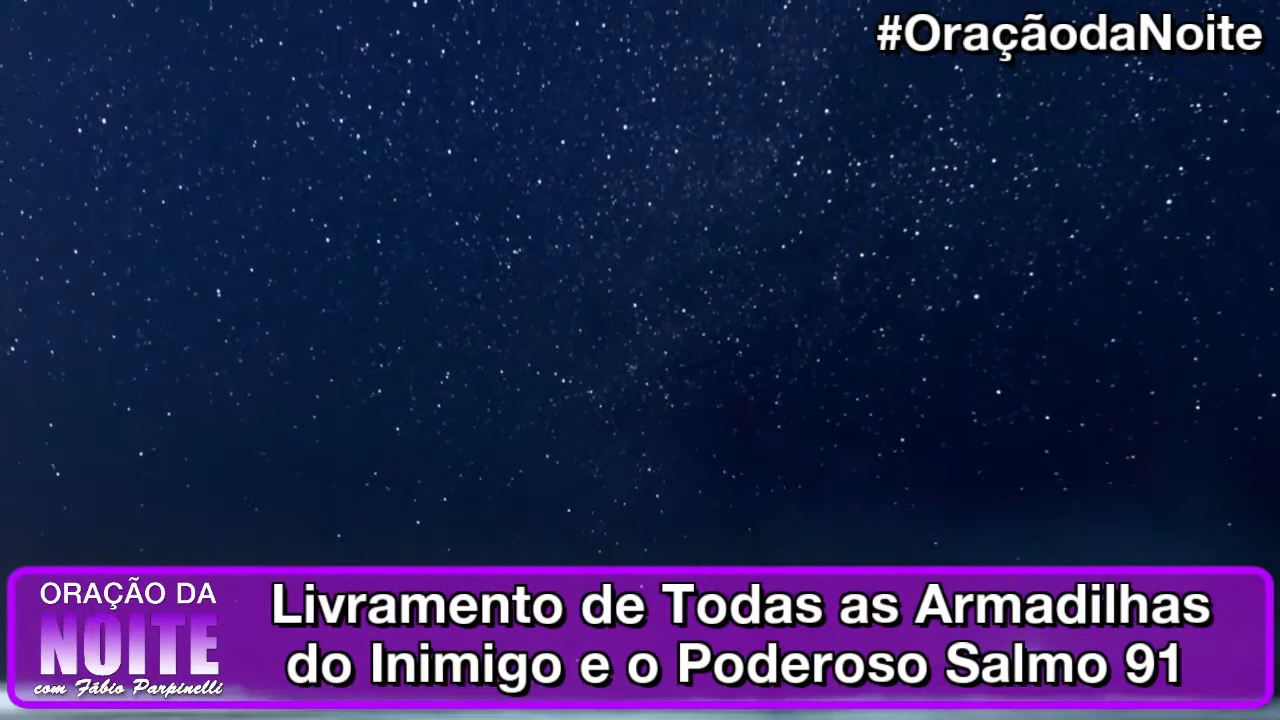 #OraçãodaNoite
ORAÇÃO DA
NOITE
com Fábio Parpinelli
Livramento de Todas as Armadilhas
do Inimigo e o Poderoso Salmo 91